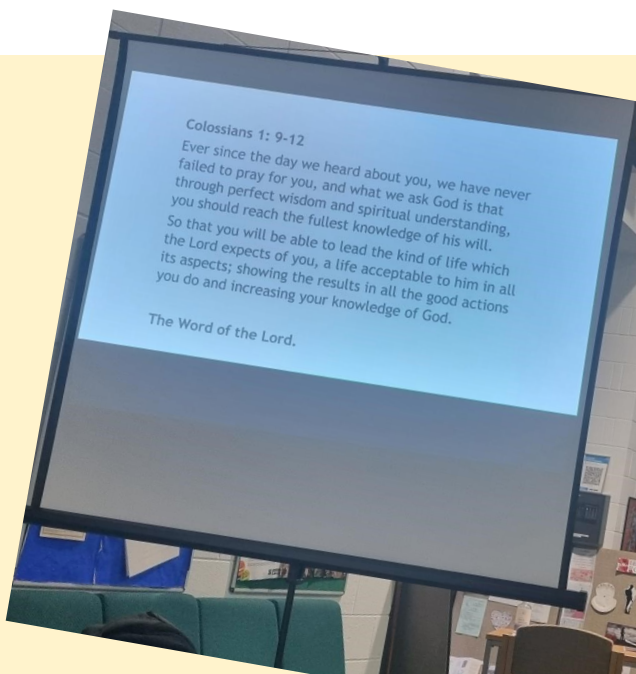 Colossians 1: 9-12
Ever since the day we heard about you, we have never
failed to pray for you, and what we ask God is that
through perfect wisdom and spiritual understanding,
you should reach the fullest knowledge of his will.
So that you will be able to lead the kind of life which
the Lord expects of you, a life acceptable to him in all
its aspects; showing the results in all the good actions
you do and increasing your knowledge of God.
The Word of the Lord.